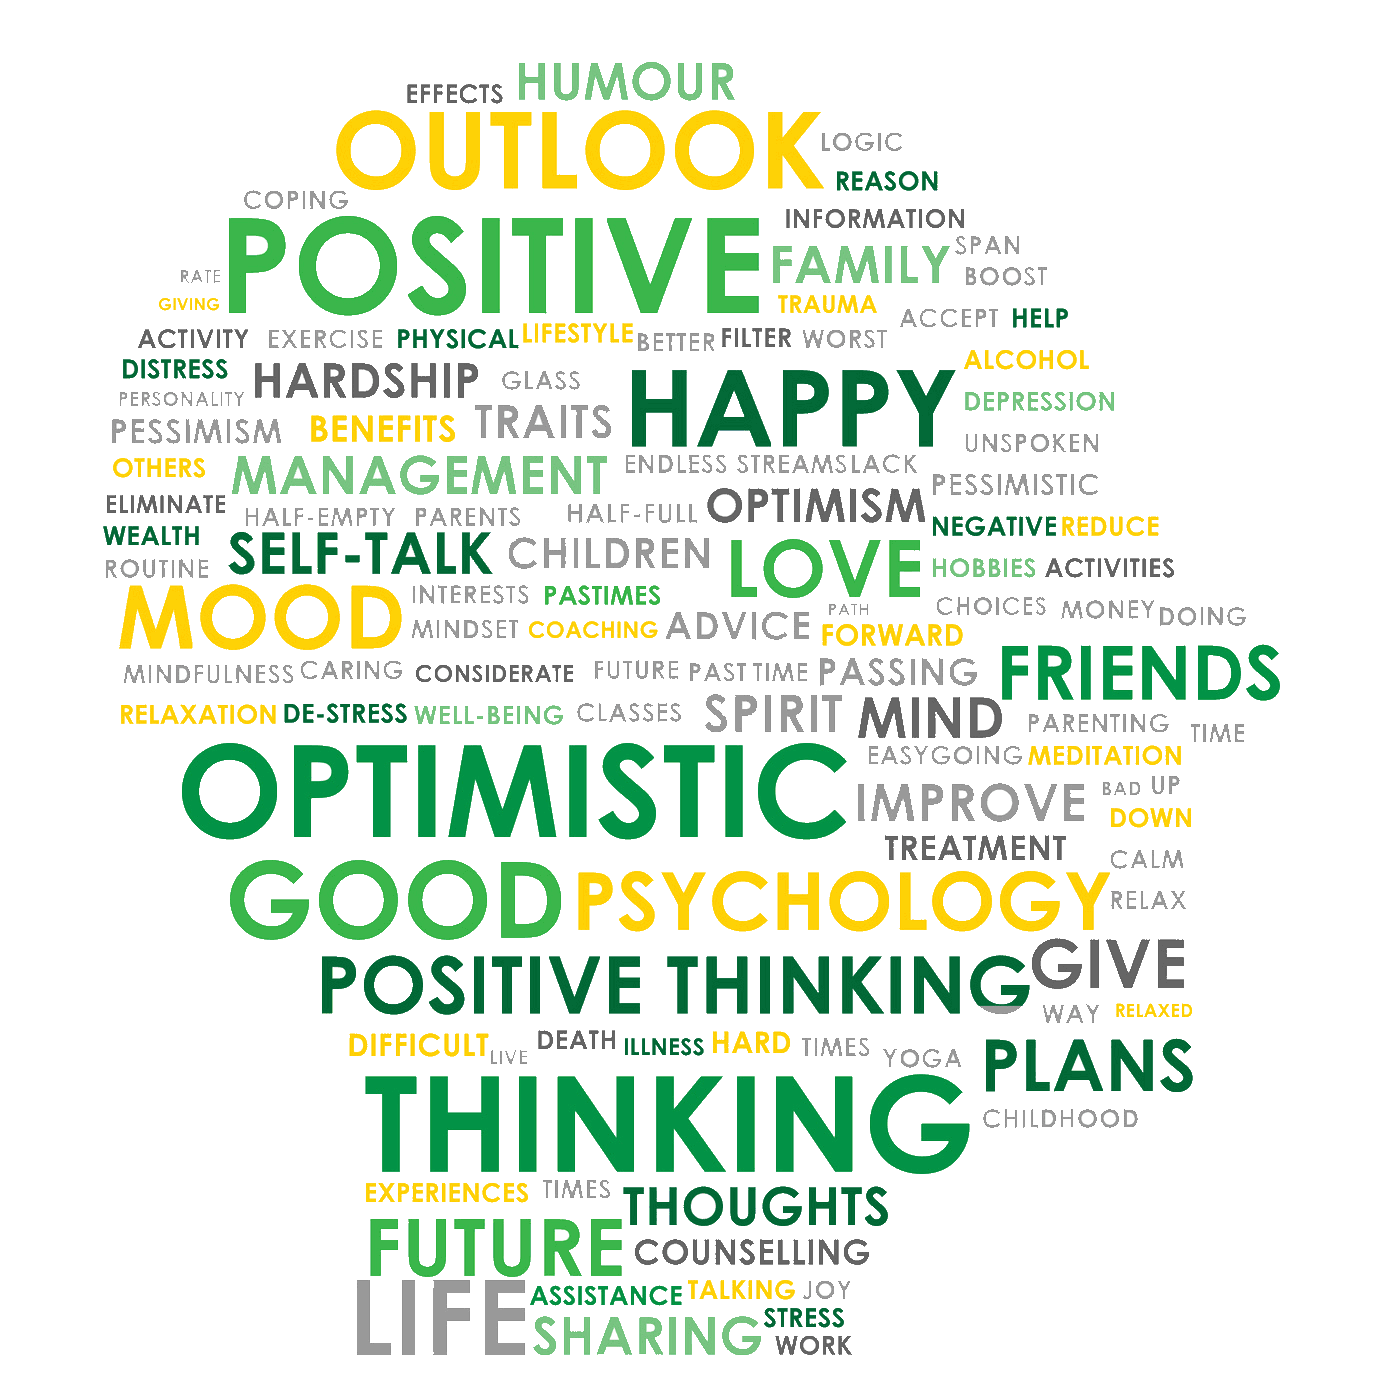 EFFECTS HUMOUR
OUTLOOK LOGIC
REASON
COPING
INFORMATION
POSITIVE FAMILY SPAN
RATE BOOST
GIVING TRAUMA
ACCEPT HELP
ACTIVITY EXERCISE PHYSICAL LIFESTYLE BETTER FILTER WORST
DISTRESS HARDSHIP GLASS HAPPY ALCOHOL
PERSONALITY DEPRESSION
PESSIMISM BENEFITS TRAITS
UNSPOKEN
OTHERS MANAGEMENT ENDLESS STREAMSLACK
PESSIMISTIC
ELIMINATE HALF-EMPTY PARENTS HALF-FULL OPTIMISM
NEGATIVE REDUCE
WEALTH SELF-TALK CHILDREN LOVE
ROUTINE HOBBIES ACTIVITIES
MOOD INTERESTS PASTIMES PATH CHOICES MONEY DOING
MINDSET COACHING ADVICE FORWARD
MINDFULNESS CARING CONSIDERATE FUTURE PAST TIME PASSING FRIENDS
RELAXATION DE-STRESS WELL-BEING CLASSES SPIRIT MIND PARENTING TIME
OPTIMISTIC EASYGOING MEDITATION
IMPROVE BAD UP
DOWN
TREATMENT
CALM
GOOD PSYCHOLOGY RELAX
POSITIVE THINKING GIVE
WAY RELAXED
DIFFICULT LIVE DEATH ILLNESS HARD TIMES YOGA PLANS
THINKING CHILDHOOD
EXPERIENCES TIMES THOUGHTS
FUTURE COUNSELLING
LIFE ASSISTANCE TALKING JOY
SHARING STRESS
WORK